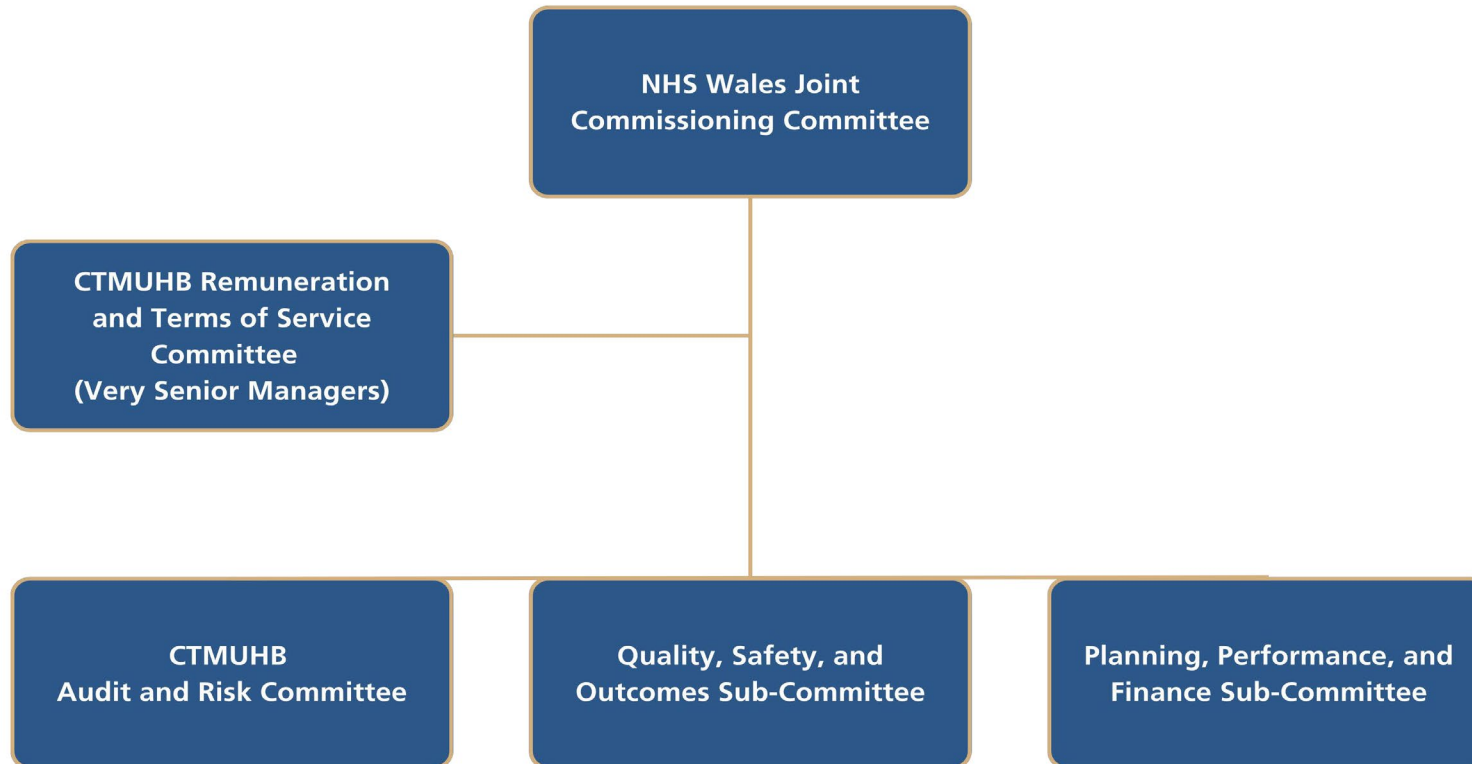 NHS Wales Joint
Commissioning Committee
CTMUHB Remuneration
and Terms of Service
Committee
(Very Senior Managers)
CTMUHB
Audit and Risk Committee
Quality, Safety, and
Outcomes Sub-Committee
Planning, Performance, and
Finance Sub-Committee